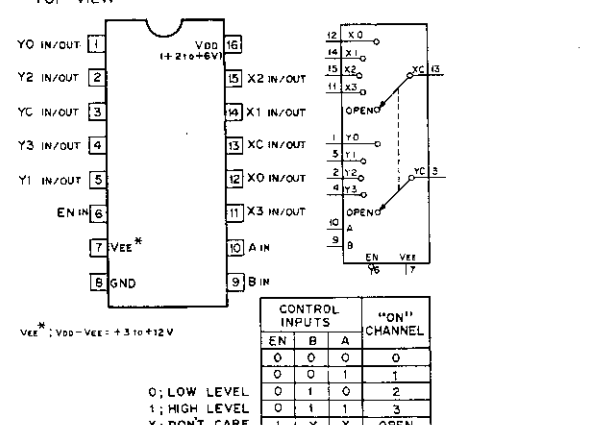 TOP VIEW
Y0 IN/OUT 1
VDD 16
(+2 to +6V)
Y2 IN/OUT 2
15 X2 IN/OUT
YC IN/OUT 3
14 X1 IN/OUT
Y3 IN/OUT 4
13 XC IN/OUT
Y1 IN/OUT 5
12 X0 IN/OUT
EN IN 6
11 X3 IN/OUT
7 VEE*
10 A IN
8 GND
9 B IN
12 X0
14 X1
15 X2
XC 13
11 X3
OPEN
1 Y0
5 Y1
2 Y2
YC 3
4 Y3
OPEN
10 A
9 B
EN VEE
6 7
VEE*; VDD-VEE = +3 to +12V
CONTROL INPUTS "ON" CHANNEL
EN B A
0 0 0 0
0 0 1 1
0 1 0 2
0 1 1 3
1 X X OPEN
0; LOW LEVEL
1; HIGH LEVEL
X; DON'T CARE